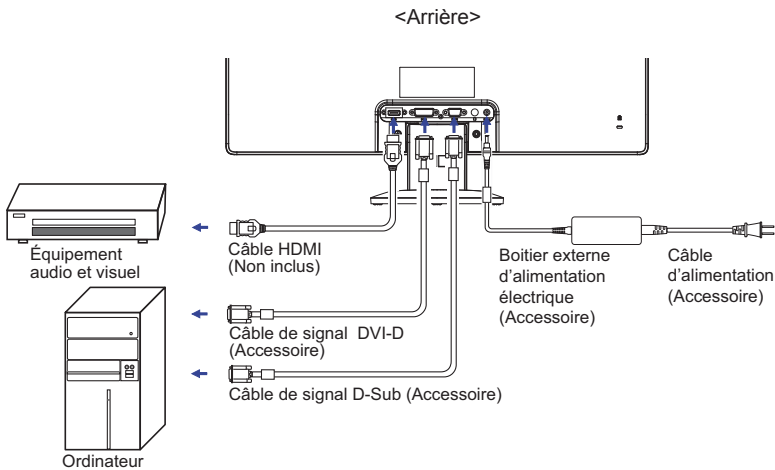 <Arrière>
Équipement
audio et visuel
Câble HDMI
(Non inclus)
Boitier externe
d’alimentation
électrique
(Accessoire)
Câble
d’alimentation
(Accessoire)
Câble de signal  DVI-D
(Accessoire)
Câble de signal D-Sub (Accessoire)
Ordinateur